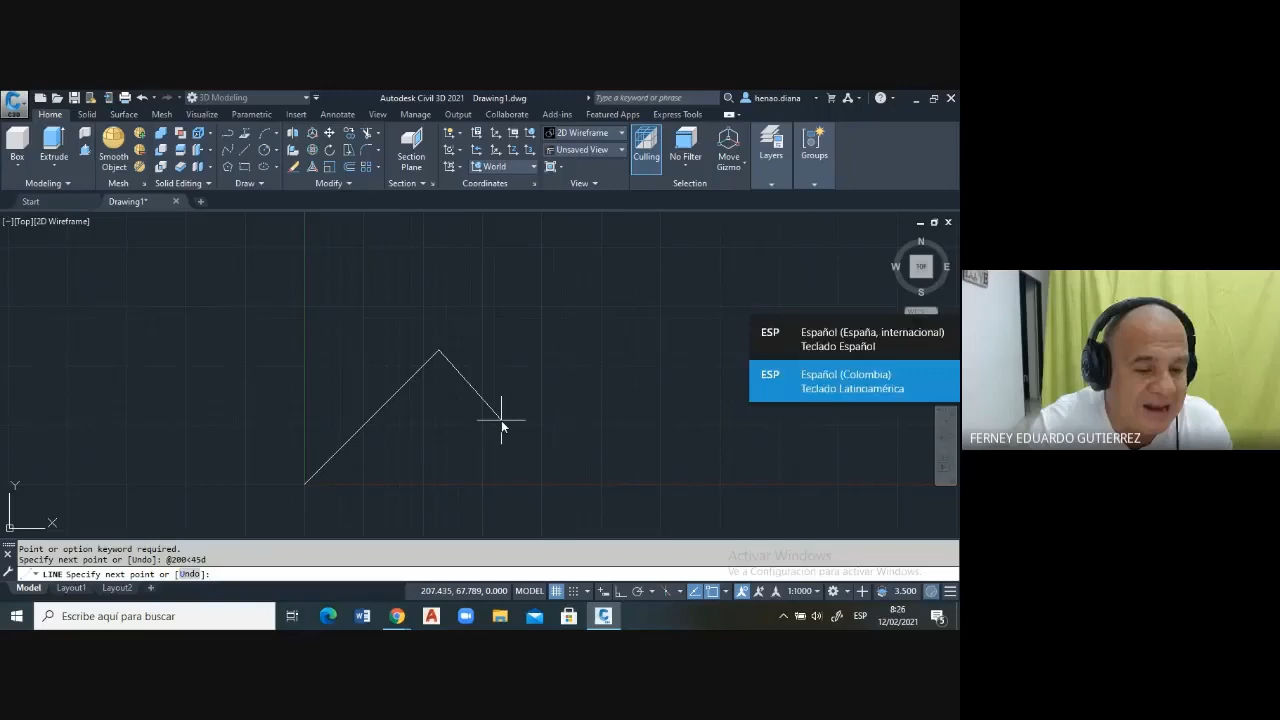 3D Modeling
Autodesk Civil 3D 2021 Drawing1.dwg
Type a keyword or phrase
henao.diana
Home Solid Surface Mesh Visualize Parametric Insert Annotate View Manage Output Collaborate Add-ins Featured Apps Express Tools
Box
Extrude
Smooth
Object
Section
Plane
2D Wireframe
Unsaved View
World
Culling
No Filter
Move
Gizmo
Layers
Groups
Modeling Mesh Solid Editing Draw Modify Section Coordinates View Selection
Start Drawing1*
[−][Top][2D Wireframe]
N
W TOP E
S
ESP Español (España, internacional)
Teclado Español
ESP Español (Colombia)
Teclado Latinoamérica
FERNEY EDUARDO GUTIERREZ
Y
X
Point or option keyword required.
Specify next point or [Undo]: @200<45d
LINE Specify next point or [Undo]:
Activar Windows
Ve a Configuración para activar Windows.
Model Layout1 Layout2 +
207.435, 67.789, 0.000 MODEL 1:1000 3.500
Escribe aquí para buscar
ESP
8:26
12/02/2021
5